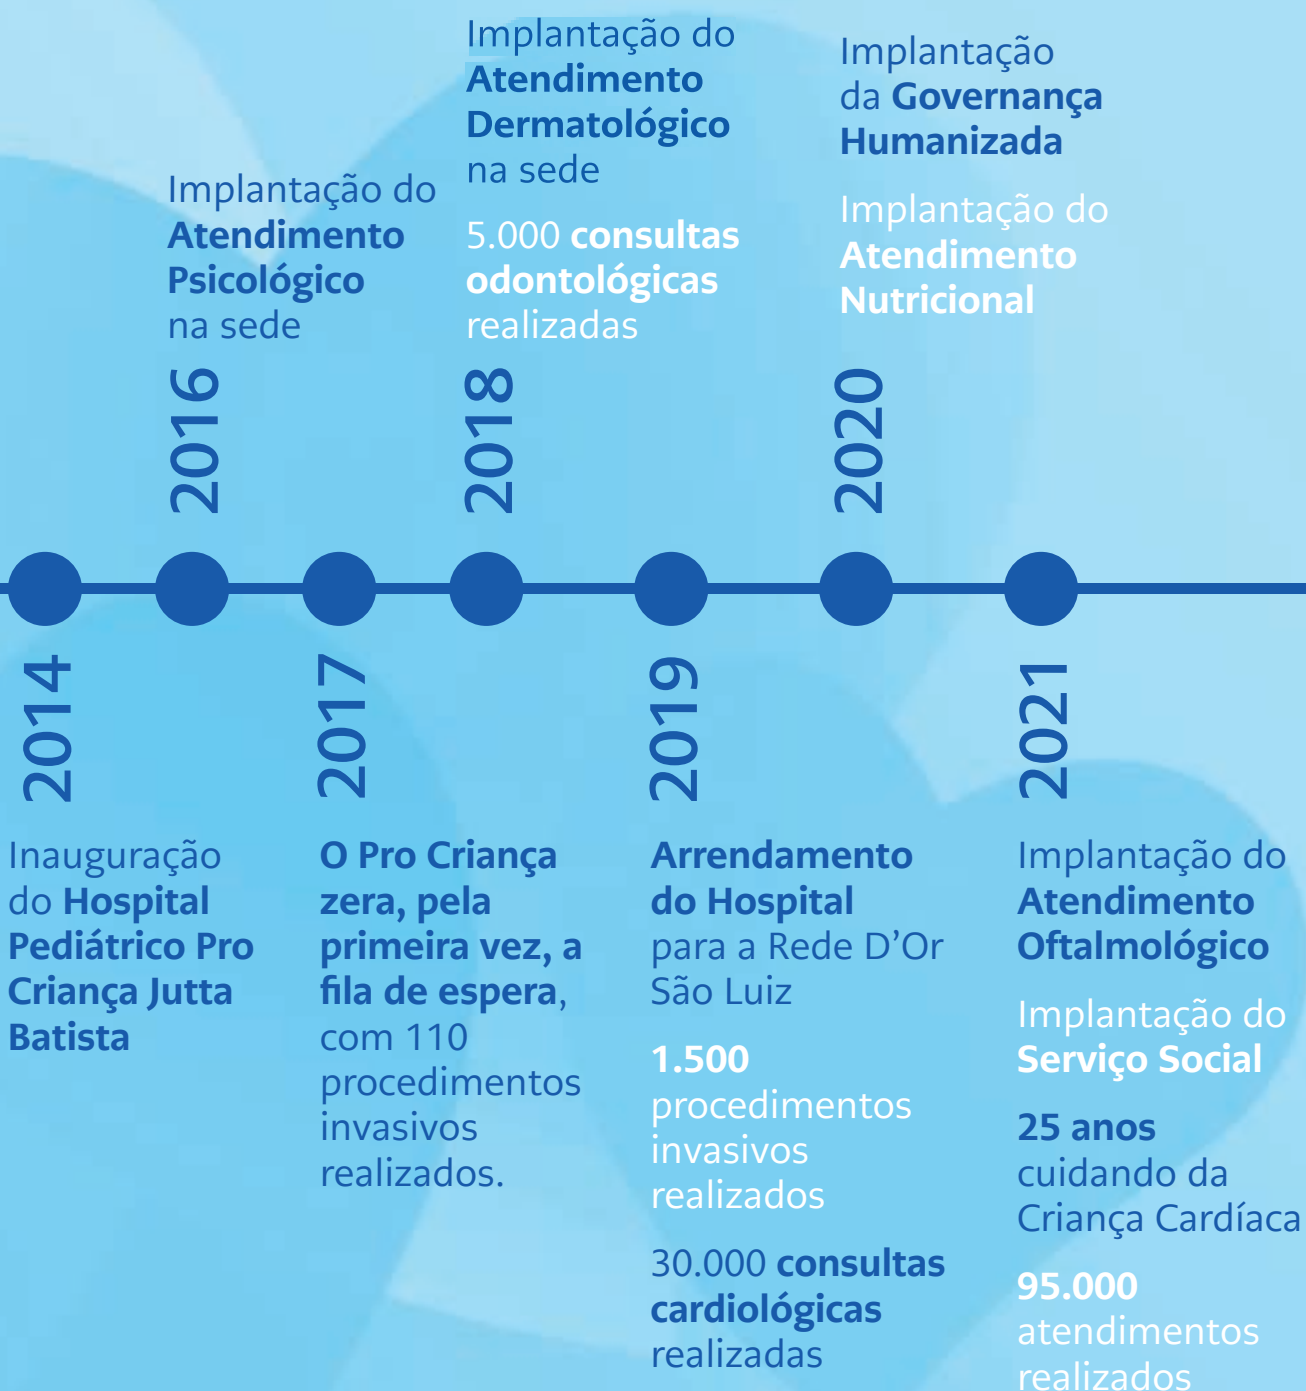 Implantação do
Atendimento
Psicológico
na sede
2016
Implantação do
Atendimento
Dermatológico
na sede
5.000 consultas
odontológicas
realizadas
2018
Implantação
da Governança
Humanizada
Implantação do
Atendimento
Nutricional
2020
2014
Inauguração
do Hospital
Pediátrico Pro
Criança Jutta
Batista
2017
O Pro Criança
zera, pela
primeira vez, a
fila de espera,
com 110
procedimentos
invasivos
realizados.
2019
Arrendamento
do Hospital
para a Rede D’Or
São Luiz
1.500
procedimentos
invasivos
realizados
30.000 consultas
cardiológicas
realizadas
2021
Implantação do
Atendimento
Oftalmológico
Implantação do
Serviço Social
25 anos
cuidando da
Criança Cardíaca
95.000
atendimentos
realizados